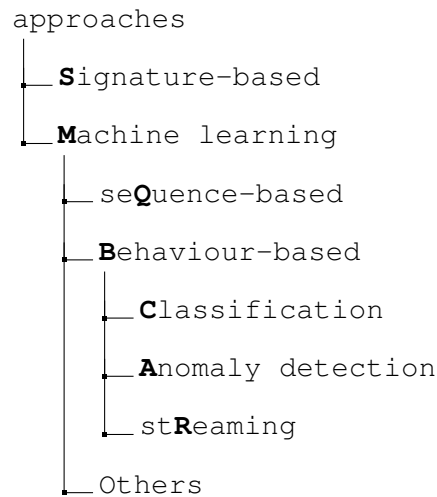 approaches
Signature-based
Machine learning
seQuence-based
Behaviour-based
Classification
Anomaly detection
stReaming
Others